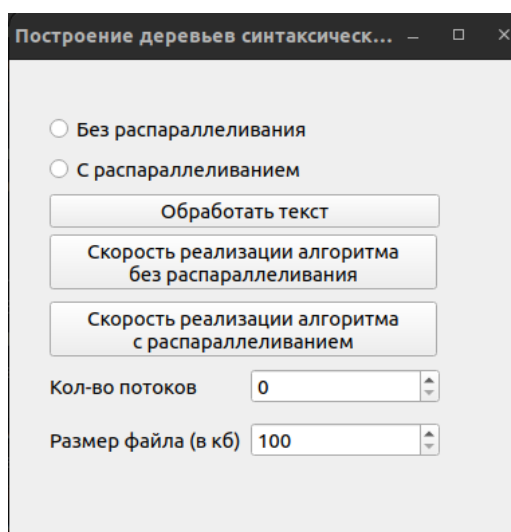 Построение деревьев синтаксическ...
Без распараллеливания
С распараллеливанием
Обработать текст
Скорость реализации алгоритма
без распараллеливания
Скорость реализации алгоритма
с распараллеливанием
Кол-во потоков 0
Размер файла (в кб) 100